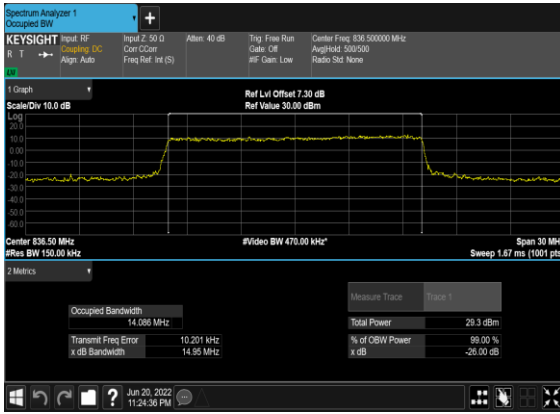 Spectrum Analyzer 1
Occupied BW
+
KEYSIGHT Input: RF Input Z: 50 Ω Atten: 40 dB Trig: Free Run Center Freq: 836.500000 MHz
R T Coupling: DC Corr CCorr Gate: Off Avg|Hold: 500/500
Align: Auto Freq Ref: Int (S) #IF Gain: Low Radio Std: None
LXI
1 Graph
Ref Lvl Offset 7.30 dB
Scale/Div 10.0 dB Ref Value 30.00 dBm
Log
20.0
10.0
0.00
-10.0
-20.0
-30.0
-40.0
-50.0
-60.0
Center 836.50 MHz #Video BW 470.00 kHz* Span 30 MH
#Res BW 150.00 kHz Sweep 1.67 ms (1001 pts
2 Metrics
Measure Trace Trace 1
Occupied Bandwidth
14.086 MHz Total Power 29.3 dBm
Transmit Freq Error 10.201 kHz % of OBW Power 99.00 %
x dB Bandwidth 14.95 MHz x dB -26.00 dB
? Jun 20, 2022
11:24:36 PM